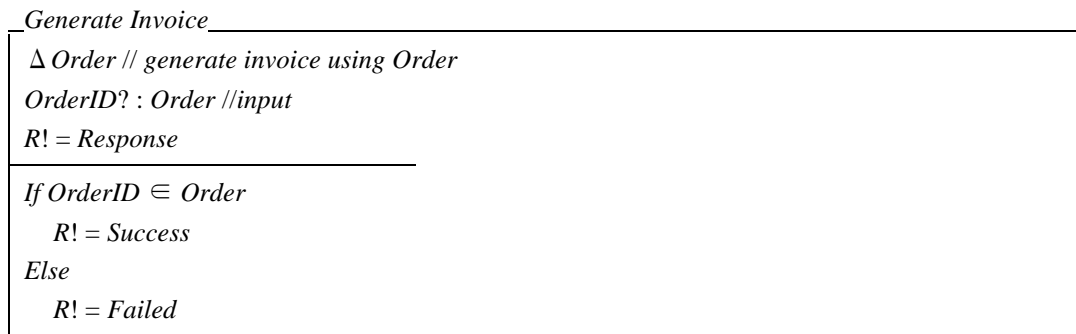 Generate Invoice
Δ Order // generate invoice using Order
OrderID? : Order //input
R! = Response
If OrderID ∈ Order
R! = Success
Else
R! = Failed